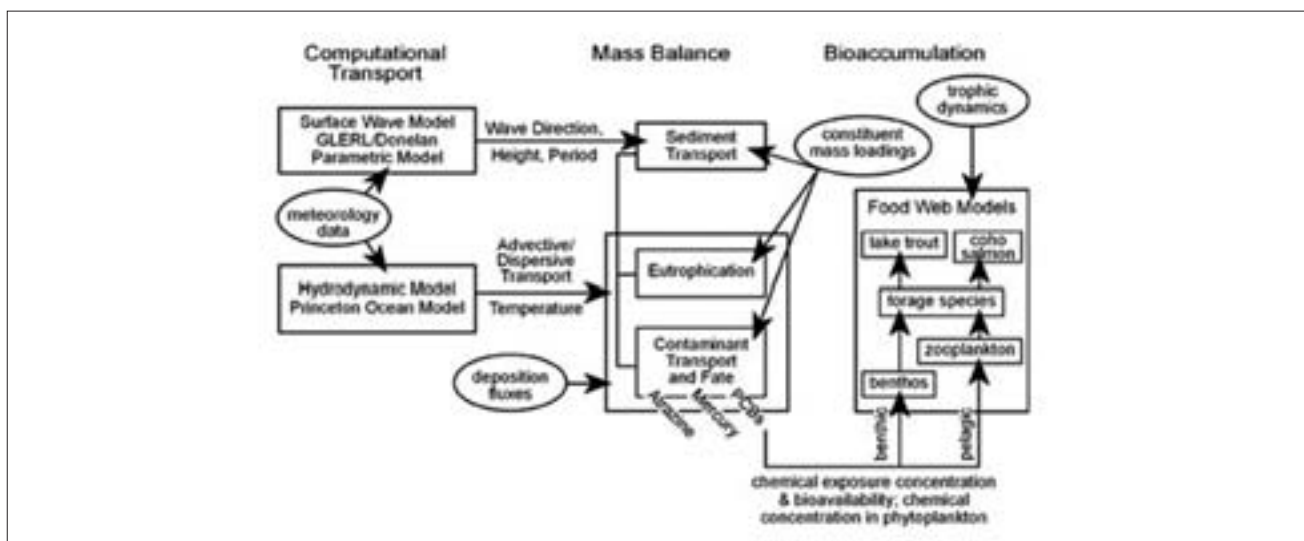 Computational
Transport
Mass Balance
Bioaccumulation
Surface Wave Model
GLERL/Donelan
Parametric Model
Wave Direction,
Height, Period
Sediment
Transport
constituent
mass loadings
trophic
dynamics
meteorology
data
Hydrodynamic Model
Princeton Ocean Model
Advective/
Dispersive
Transport
Temperature
Eutrophication
Contaminant
Transport
and Fate
Atrazine
Mercury
PCBs
deposition
fluxes
Food Web Models
lake trout
coho
salmon
forage species
zooplankton
benthos
benthic
pelagic
chemical exposure concentration
& bioavailability; chemical
concentration in phytoplankton